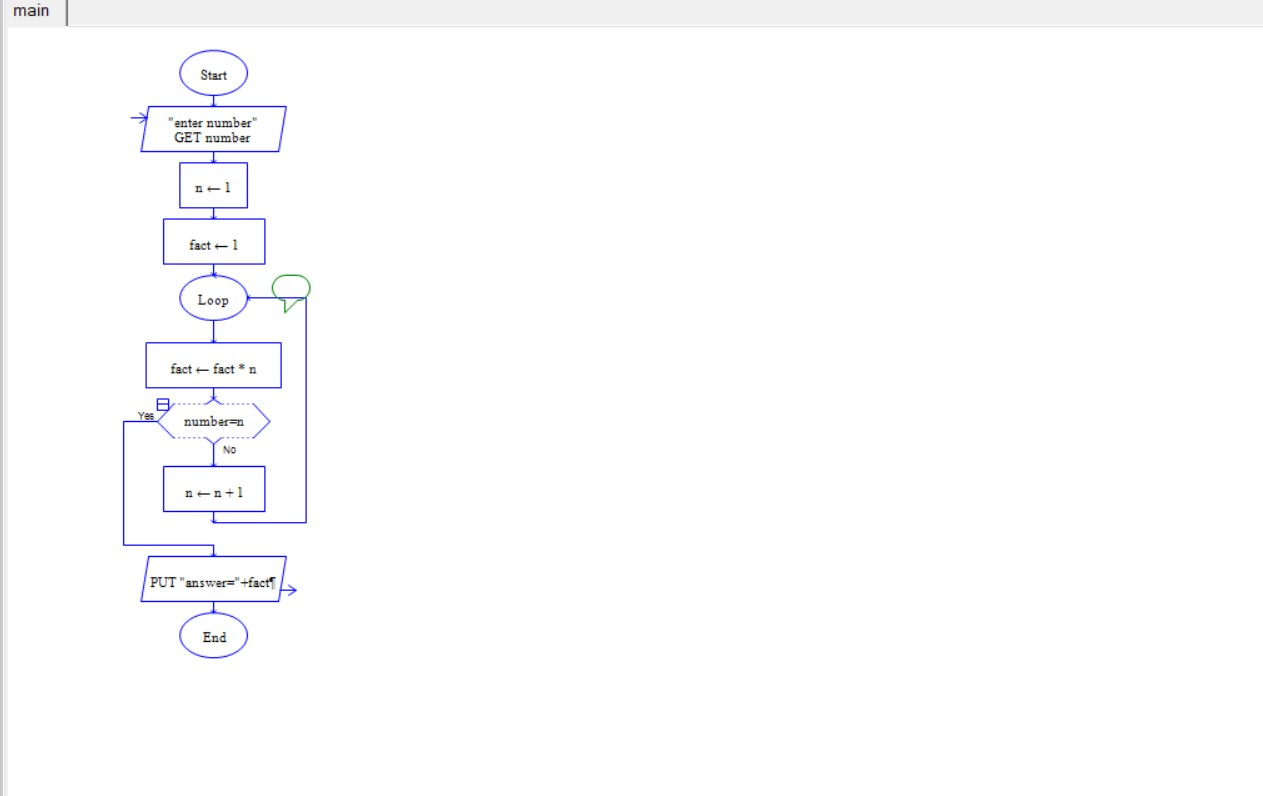 main
Start
"enter number"
GET number
n ← 1
fact ← 1
Loop
fact ← fact * n
Yes
number=n
No
n ← n + 1
PUT "answer="+fact¶
End